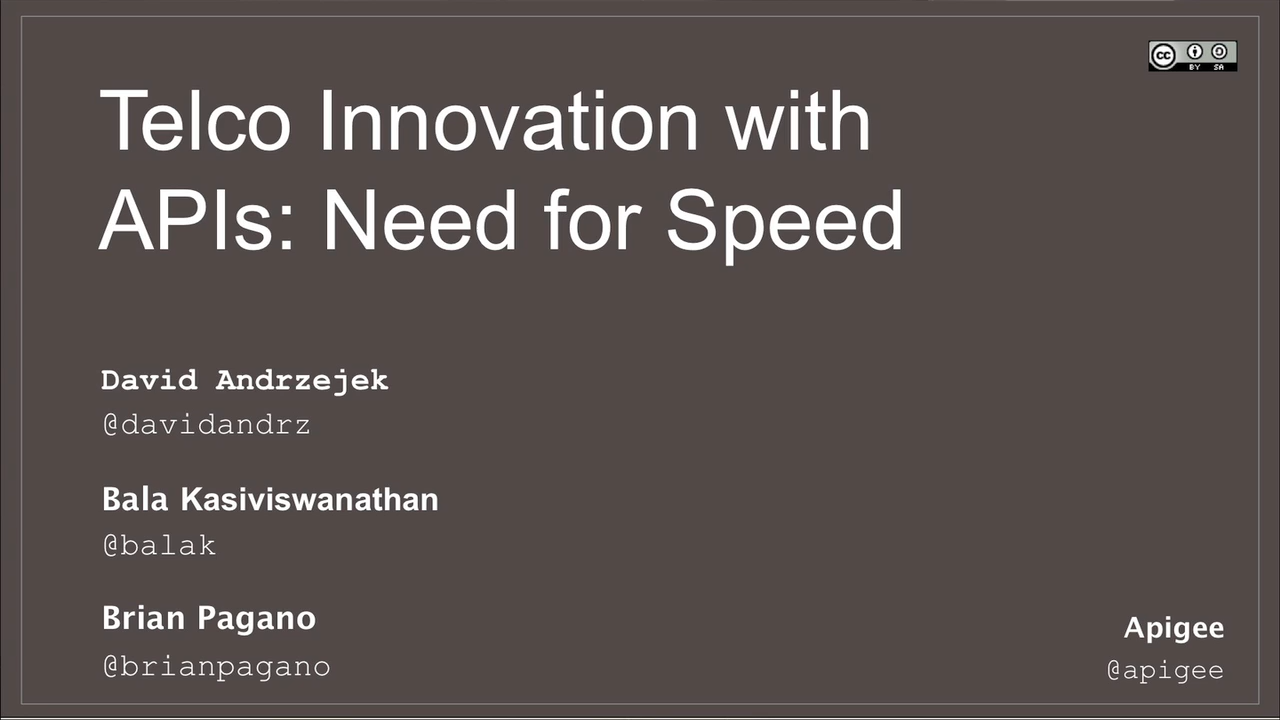 Telco Innovation with
APIs: Need for Speed
David Andrzejek
@davidandrz
Bala Kasiviswanathan
@balak
Brian Pagano
@brianpagano
Apigee
@apigee
cc
BY SA